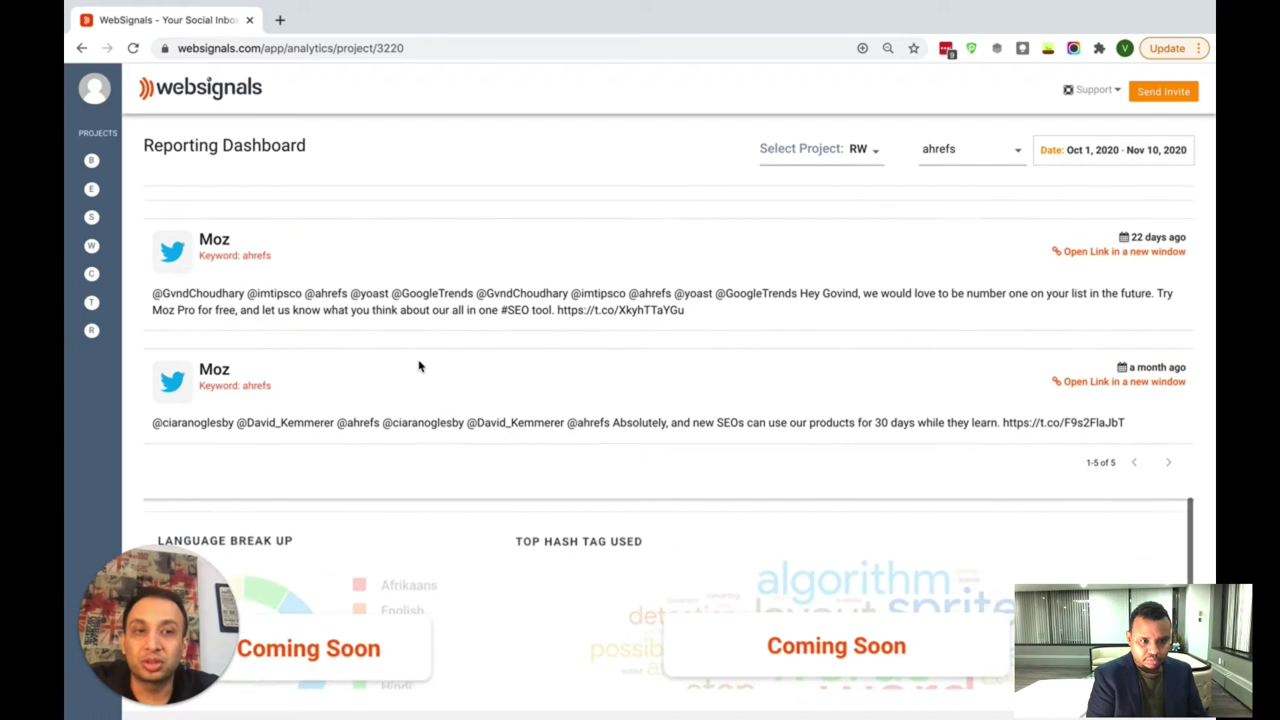 WebSignals - Your Social Inbo
websignals.com/app/analytics/project/3220
9
V
Update
websignals
Support
Send Invite
PROJECTS
B
E
S
W
C
T
R
Reporting Dashboard
Select Project: RW
ahrefs
Date: Oct 1, 2020 - Nov 10, 2020
Moz
Keyword: ahrefs
22 days ago
Open Link in a new window
@GvndChoudhary @imtipsco @ahrefs @yoast @GoogleTrends @GvndChoudhary @imtipsco @ahrefs @yoast @GoogleTrends Hey Govind, we would love to be number one on your list in the future. Try
Moz Pro for free, and let us know what you think about our all in one #SEO tool. https://t.co/XkyhTTaYGu
Moz
Keyword: ahrefs
a month ago
Open Link in a new window
@ciaranoglesby @David_Kemmerer @ahrefs @ciaranoglesby @David_Kemmerer @ahrefs Absolutely, and new SEOs can use our products for 30 days while they learn. https://t.co/F9s2FlaJbT
1-5 of 5
LANGUAGE BREAK UP
TOP HASH TAG USED
Afrikaans
English
Hindi
algorithm
layout sprite
Coming Soon
Coming Soon